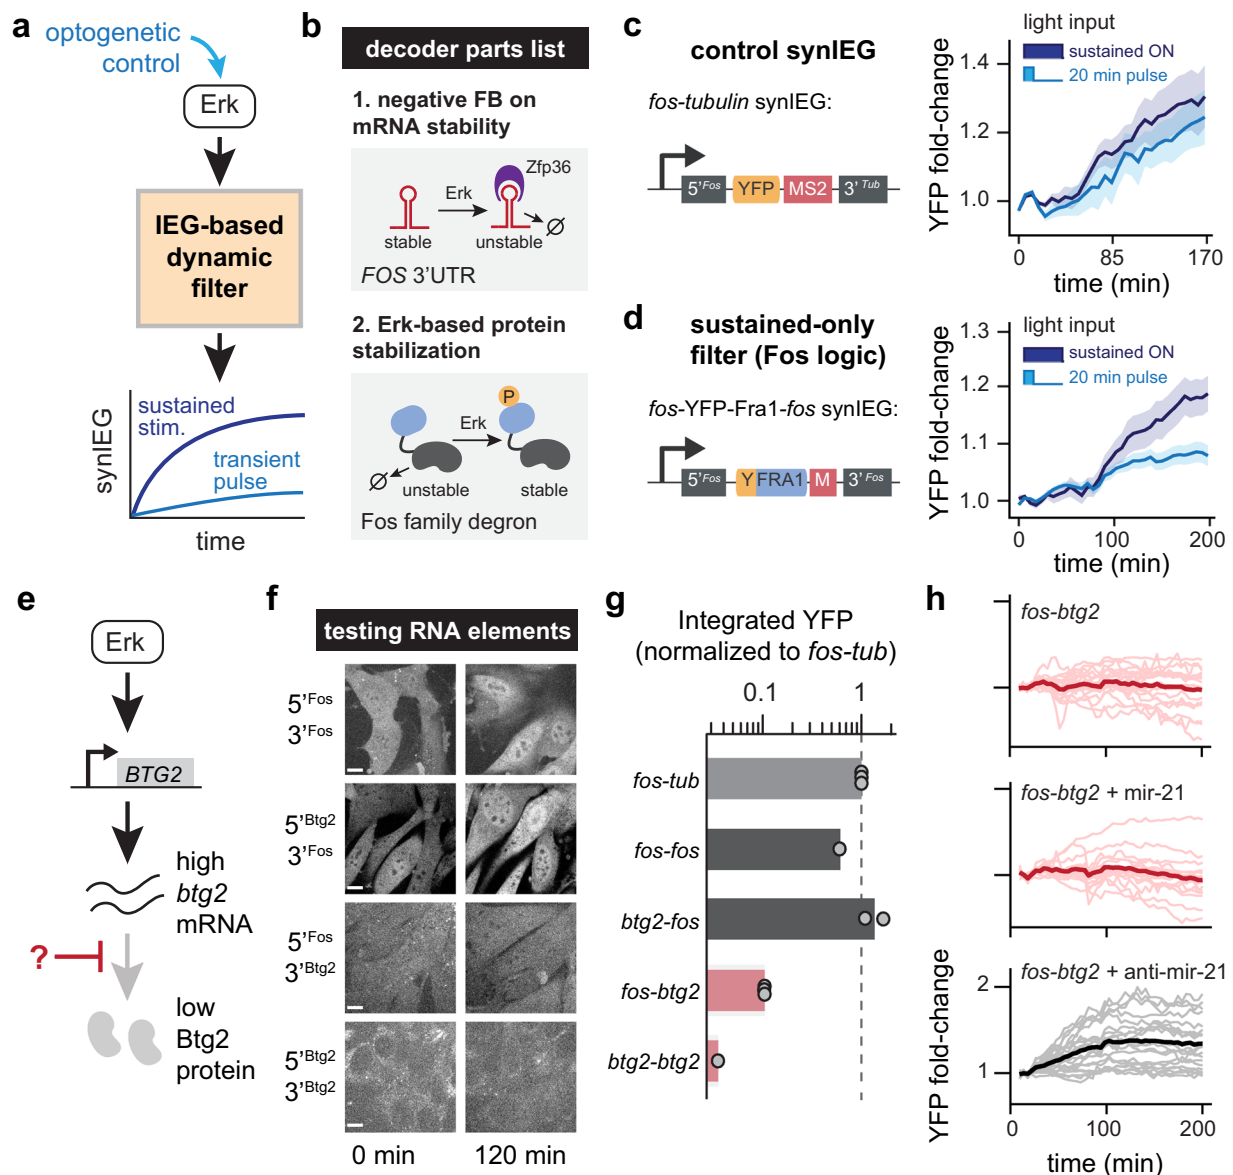 a
optogenetic
control
Erk
IEG-based
dynamic
filter
synIEG
sustained
stim.
transient
pulse
time
b
decoder parts list
1. negative FB on
mRNA stability
Zfp36
Erk
stable
unstable
∅
FOS 3'UTR
2. Erk-based protein
stabilization
P
Erk
∅
unstable
stable
Fos family degron
c
control synIEG
fos-tubulin synIEG:
5'Fos YFP MS2 3'Tub
YFP fold-change
light input
sustained ON
20 min pulse
1.4
1.2
1.0
0 85 170
time (min)
d
sustained-only
filter (Fos logic)
fos-YFP-Fra1-fos synIEG:
5'Fos Y FRA1 M 3'Fos
YFP fold-change
light input
sustained ON
20 min pulse
1.3
1.2
1.1
1.0
0 100 200
time (min)
e
Erk
BTG2
high
btg2
mRNA
?
low
Btg2
protein
f
testing RNA elements
5'Fos
3'Fos
5'Btg2
3'Fos
5'Fos
3'Btg2
5'Btg2
3'Btg2
0 min 120 min
g
Integrated YFP
(normalized to fos-tub)
0.1 1
fos-tub
fos-fos
btg2-fos
fos-btg2
btg2-btg2
h
fos-btg2
fos-btg2 + mir-21
fos-btg2 + anti-mir-21
YFP fold-change
2
1
0 100 200
time (min)